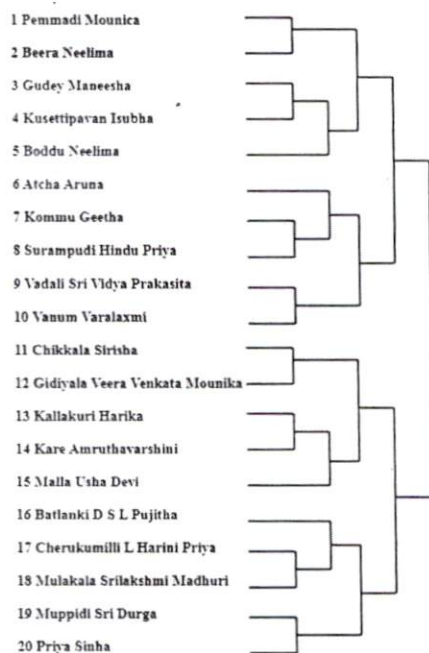 1 Pemmadi Mounica
2 Beera Neelima
3 Gudey Maneesha
4 Kusettipavan Isubha
5 Boddu Neelima
6 Atcha Aruna
7 Kommu Geetha
8 Surampudi Hindu Priya
9 Vadali Sri Vidya Prakasita
10 Vanum Varalaxmi
11 Chikkala Sirisha
12 Gidiyala Veera Venkata Mounika
13 Kallakuri Harika
14 Kare Amruthavarshini
15 Malla Usha Devi
16 Batlanki D S L Pujitha
17 Cherukumilli L Harini Priya
18 Mulakala Srilakshmi Madhuri
19 Muppidi Sri Durga
20 Priya Sinha